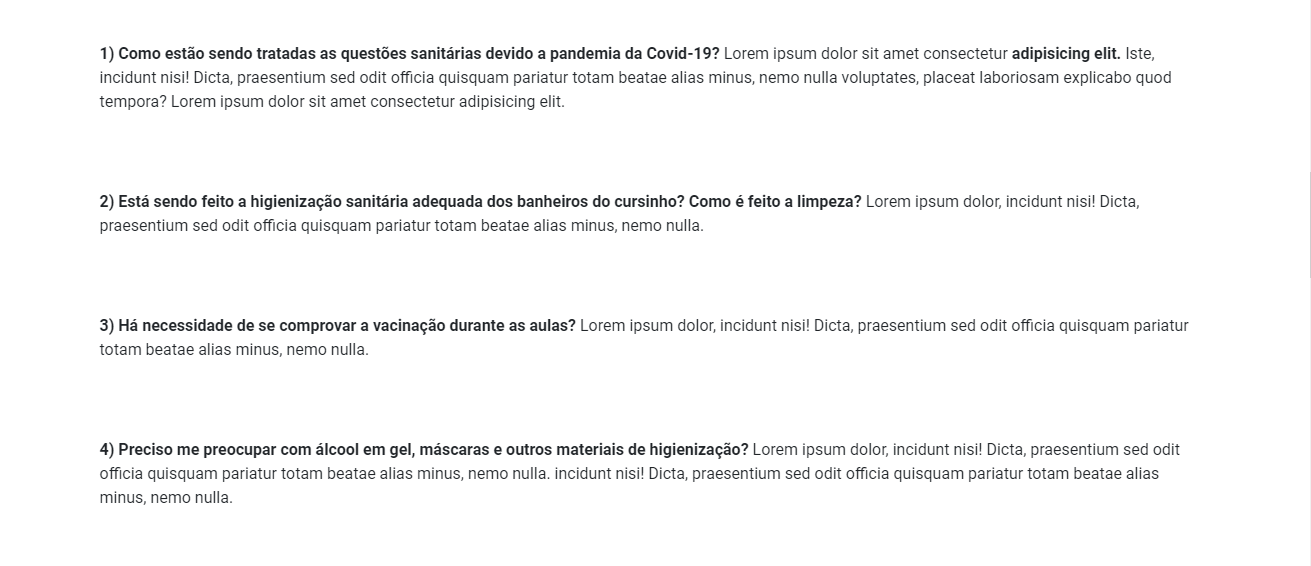 1) Como estão sendo tratadas as questões sanitárias devido a pandemia da Covid-19? Lorem ipsum dolor sit amet consectetur adipisicing elit. Iste,
incidunt nisi! Dicta, praesentium sed odit officia quisquam pariatur totam beatae alias minus, nemo nulla voluptates, placeat laboriosam explicabo quod
tempora? Lorem ipsum dolor sit amet consectetur adipisicing elit.
2) Está sendo feito a higienização sanitária adequada dos banheiros do cursinho? Como é feito a limpeza? Lorem ipsum dolor, incidunt nisi! Dicta,
praesentium sed odit officia quisquam pariatur totam beatae alias minus, nemo nulla.
3) Há necessidade de se comprovar a vacinação durante as aulas? Lorem ipsum dolor, incidunt nisi! Dicta, praesentium sed odit officia quisquam pariatur
totam beatae alias minus, nemo nulla.
4) Preciso me preocupar com álcool em gel, máscaras e outros materiais de higienização? Lorem ipsum dolor, incidunt nisi! Dicta, praesentium sed odit
officia quisquam pariatur totam beatae alias minus, nemo nulla. incidunt nisi! Dicta, praesentium sed odit officia quisquam pariatur totam beatae alias
minus, nemo nulla.